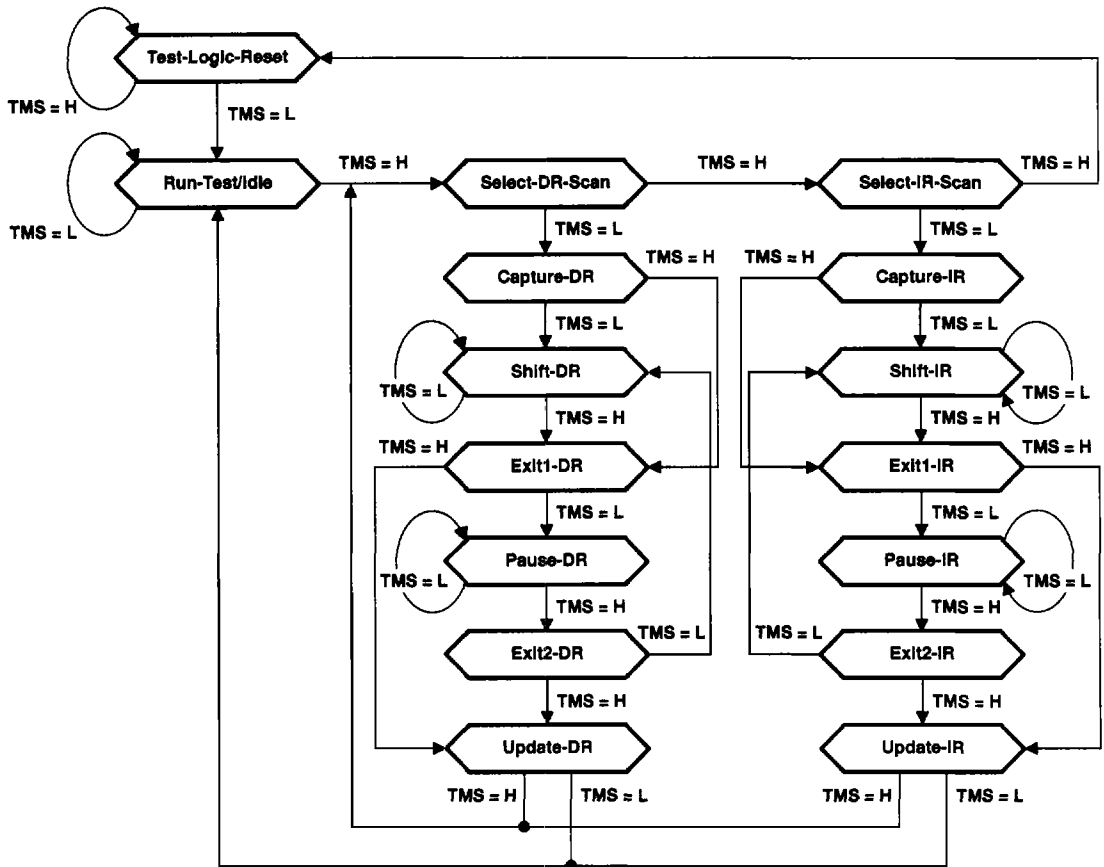 Test-Logic-Reset
TMS = H
TMS = L
Run-Test/Idle
TMS = H
Select-DR-Scan
TMS = H
Select-IR-Scan
TMS = H
TMS = L
TMS = L
TMS = L
Capture-DR
TMS = H
TMS = H
Capture-IR
TMS = L
TMS = L
Shift-DR
Shift-IR
TMS = L
TMS = L
TMS = H
TMS = H
TMS = H
Exit1-DR
Exit1-IR
TMS = H
TMS = L
TMS = L
Pause-DR
Pause-IR
TMS = L
TMS = L
TMS = H
TMS = H
Exit2-DR
TMS = L
TMS = L
Exit2-IR
TMS = H
TMS = H
Update-DR
Update-IR
TMS = H
TMS = L
TMS = H
TMS = L